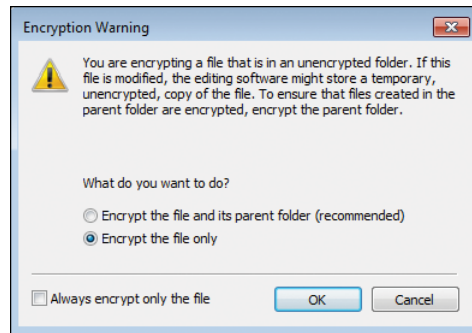 Encryption Warning
You are encrypting a file that is in an unencrypted folder. If this
file is modified, the editing software might store a temporary,
unencrypted, copy of the file. To ensure that files created in the
parent folder are encrypted, encrypt the parent folder.
What do you want to do?
Encrypt the file and its parent folder (recommended)
Encrypt the file only
Always encrypt only the file
OK
Cancel